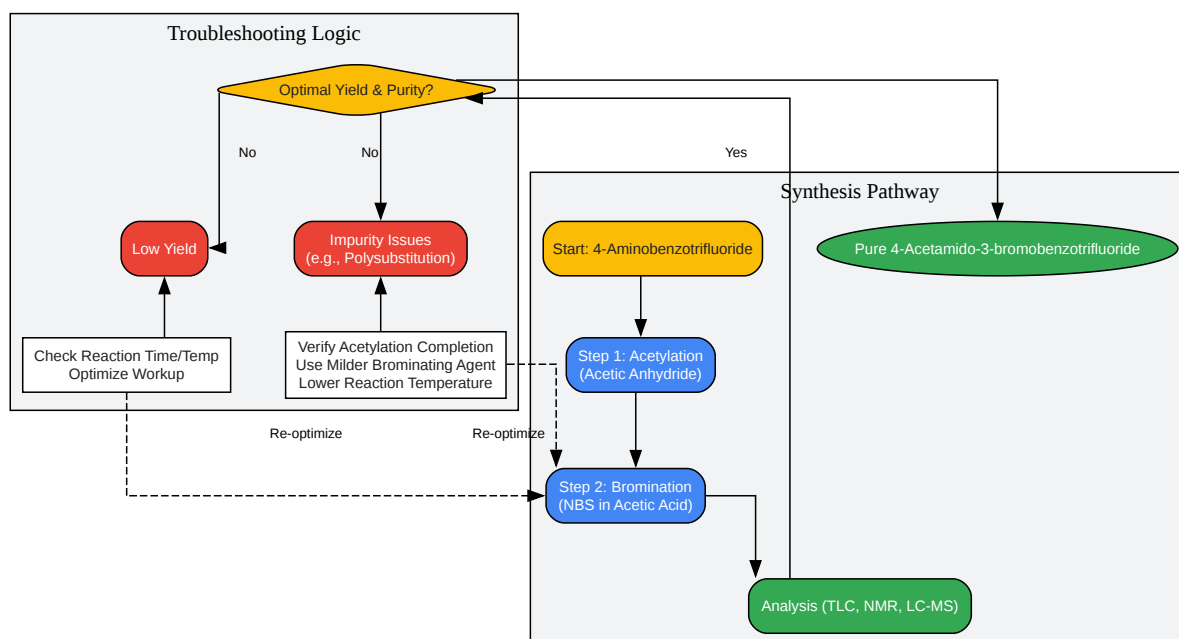 Troubleshooting Logic
Optimal Yield & Purity?
No
No
Yes
Synthesis Pathway
Low Yield
Impurity Issues
(e.g., Polysubstitution)
Start: 4-Aminobenzotrifluoride
Pure 4-Acetamido-3-bromobenzotrifluoride
Check Reaction Time/Temp
Optimize Workup
Verify Acetylation Completion
Use Milder Brominating Agent
Lower Reaction Temperature
Step 1: Acetylation
(Acetic Anhydride)
Re-optimize
Re-optimize
Step 2: Bromination
(NBS in Acetic Acid)
Analysis (TLC, NMR, LC-MS)